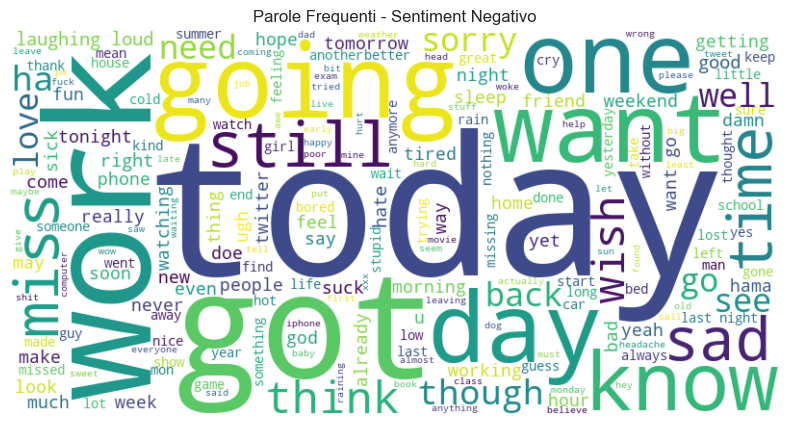 Parole Frequenti - Sentiment Negativo
laughing loud
summer
need
hope
tomorrow
sorry
one
getting
wrong
leave
thank
house
mean
ha
fun
going
dad
weather
coming
another
better
head
great
tweet
please
good
keep
little
work
love
cold
many
job
feeling
bit
exam
tried
cry
night
sleep
friend
weekend
well
sure
damn
tonight
sick
kind
right
late
phone
watch
still
girl
live
early
happy
poor
mine
hurt
awe
stuff
woke
anymore
tired
rain
nothing
help
want
yesterday
without
take
big
least
thought
time
play
maybe
come
really
someone
miss
watching
waiting
twitter
end
thing
ugh
bored
feel
put
say
wait
hate
hard
trying
way
today
home
done
yet
missing
go
want
let
school
wish
lost
yes
give
saw
wow
went
soon
may
new
doe
find
tell
stupid
movie
seem
sun
found
left
man
gone
computer
shit
never
even
people
suck
life
xxx
morning
back
actually
start
long
bed
car
go
see
hama
old
call
last night
guy
away
made
make
nice
got
hot
first
god
iphone
baby
year
something
already
u
low
last
almost
leaving
dog
day
bad
yeah
always
sad
headache
must
missed
everyone
look
sweet
show
mon
game
said
raining
book
working
guess
though
class
hour
hey
monday
know
much
lot
week
think
anything
believe